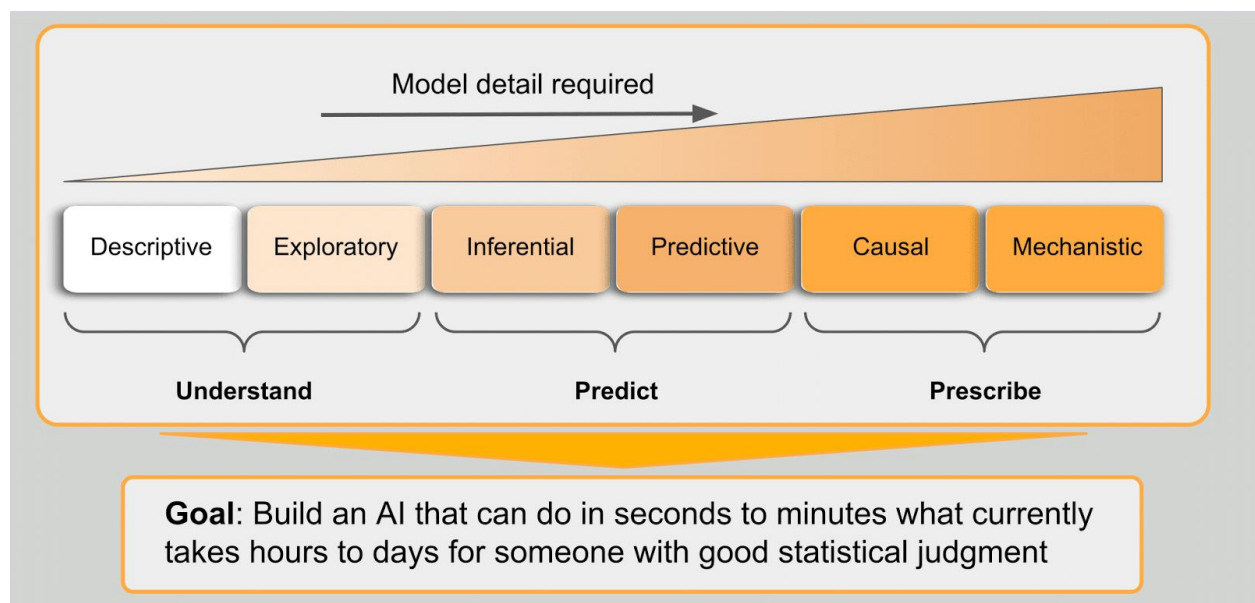 Model detail required
Descriptive
Exploratory
Inferential
Predictive
Causal
Mechanistic
Understand
Predict
Prescribe
Goal: Build an AI that can do in seconds to minutes what currently
takes hours to days for someone with good statistical judgment